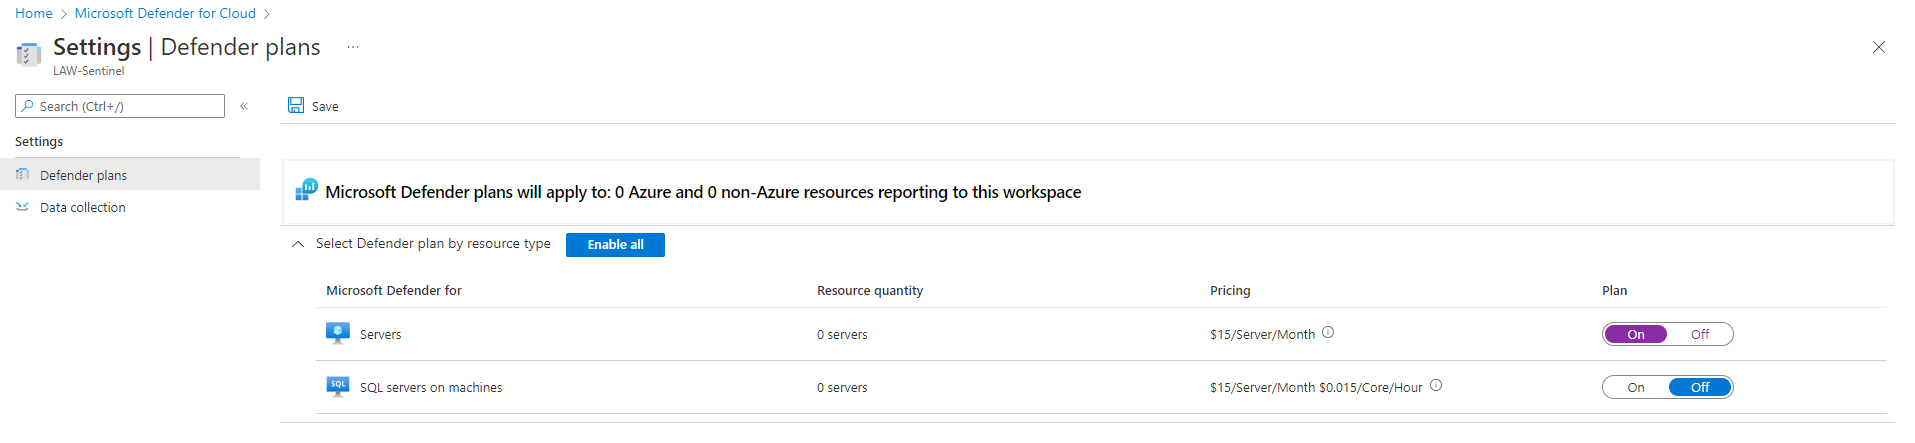 Home > Microsoft Defender for Cloud >
Settings | Defender plans ...
LAW-Sentinel
Search (Ctrl+/) «
Save
Settings
Defender plans
Data collection
Microsoft Defender plans will apply to: 0 Azure and 0 non-Azure resources reporting to this workspace
Select Defender plan by resource type Enable all
Microsoft Defender for Resource quantity Pricing Plan
Servers 0 servers $15/Server/Month On Off
SQL SQL servers on machines 0 servers $15/Server/Month $0.015/Core/Hour On Off